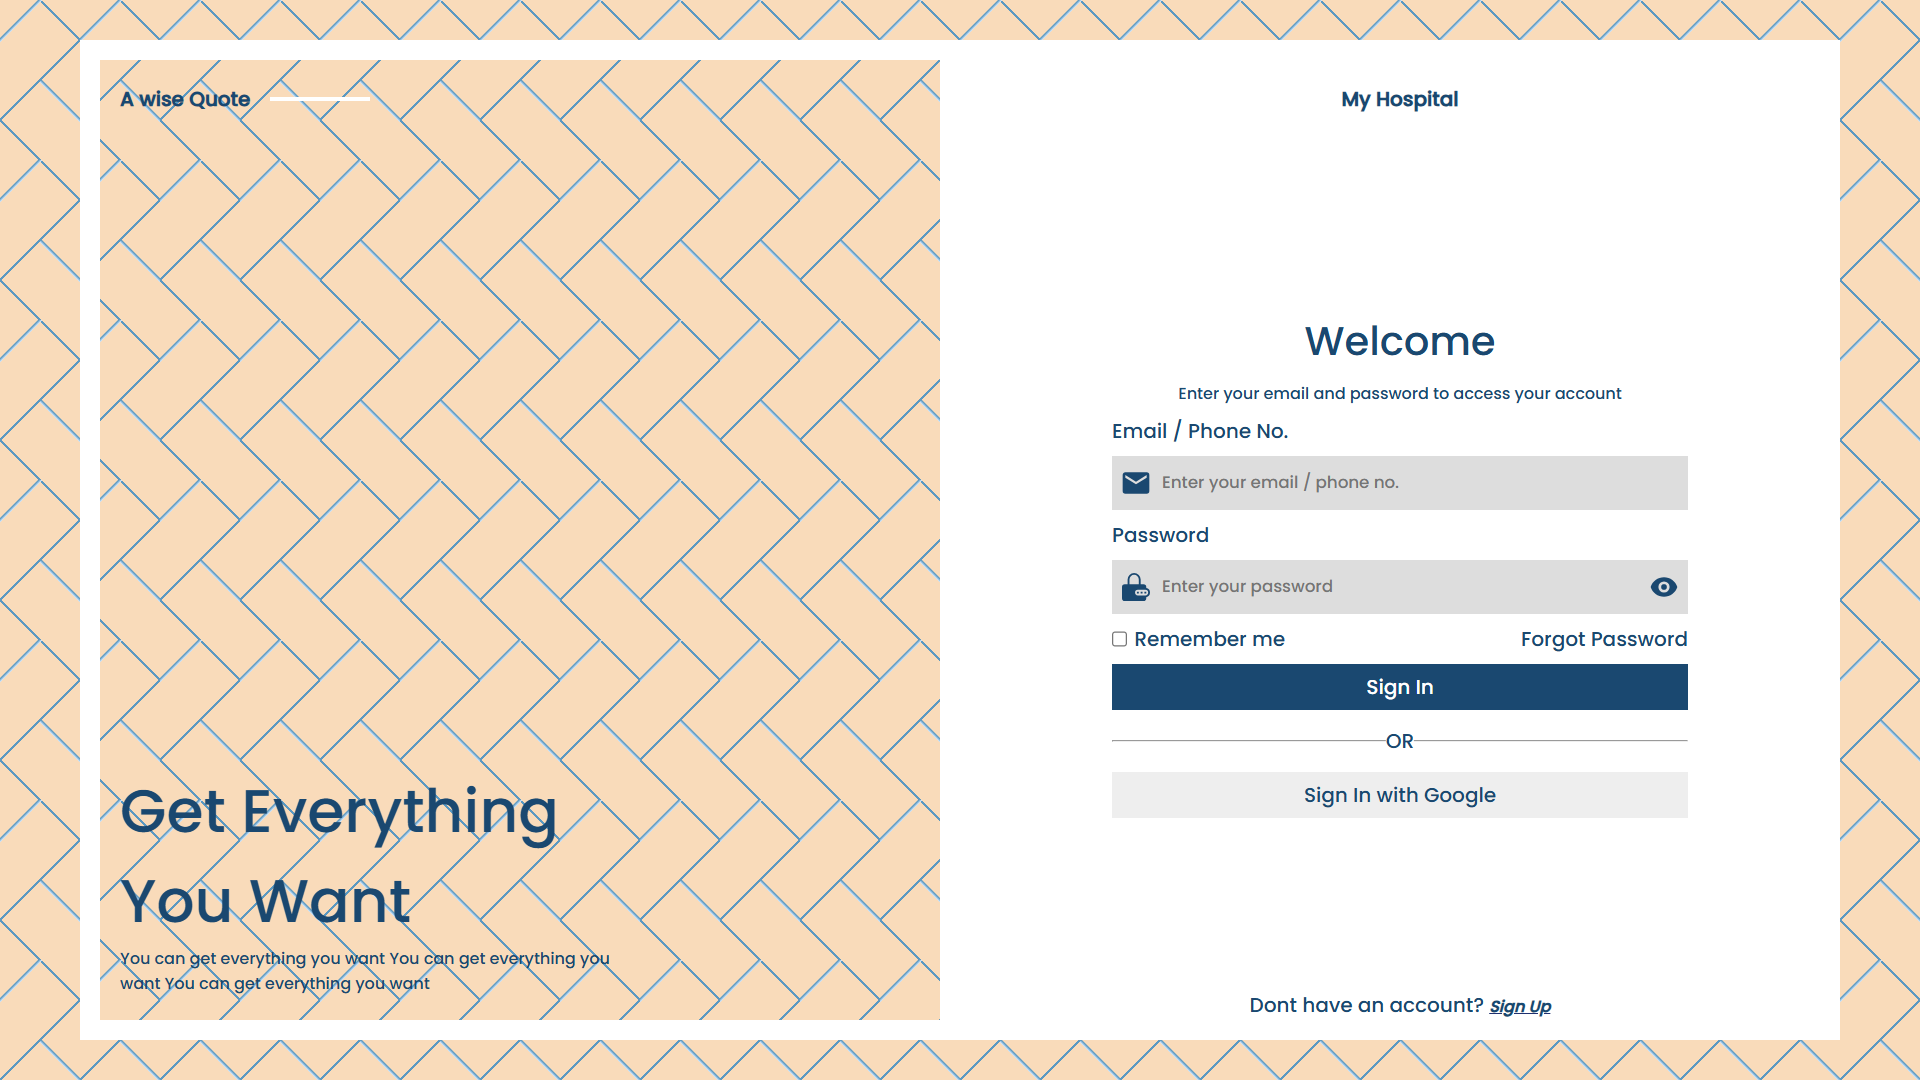 A wise Quote
Get Everything
You Want
You can get everything you want You can get everything you
want You can get everything you want
My Hospital
Welcome
Enter your email and password to access your account
Email / Phone No.
Enter your email / phone no.
Password
Enter your password
Remember me
Forgot Password
Sign In
OR
Sign In with Google
Dont have an account? Sign Up